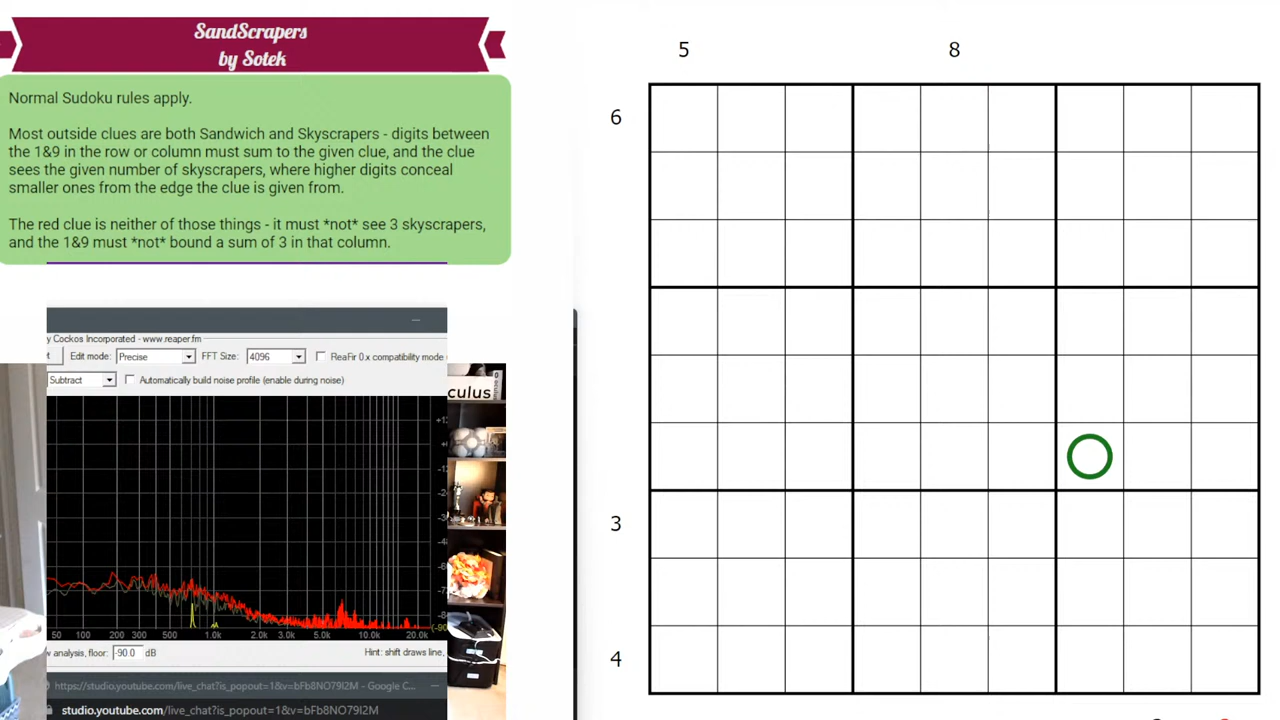 SandScrapers
by Sotek
Normal Sudoku rules apply.
Most outside clues are both Sandwich and Skyscrapers - digits between
the 1&9 in the row or column must sum to the given clue, and the clue
sees the given number of skyscrapers, where higher digits conceal
smaller ones from the edge the clue is given from.
The red clue is neither of those things - it must *not* see 3 skyscrapers,
and the 1&9 must *not* bound a sum of 3 in that column.
5 8
6
3
4
y Cockos Incorporated - www.reaper.fm
t Edit mode: Precise FFT Size: 4096 ReaFir 0.x compatibility mode
Subtract Automatically build noise profile (enable during noise)
culus
50 100 200 300 500 1.0k 2.0k 3.0k 5.0k 10.0k 20.0k
w analysis, floor: -90.0 dB Hint: shift draws line,
https://studio.youtube.com/live_chat?is_popout=1&v=bFb8NO79I2M - Google C...
studio.youtube.com/live_chat?is_popout=1&v=bFb8NO79I2M